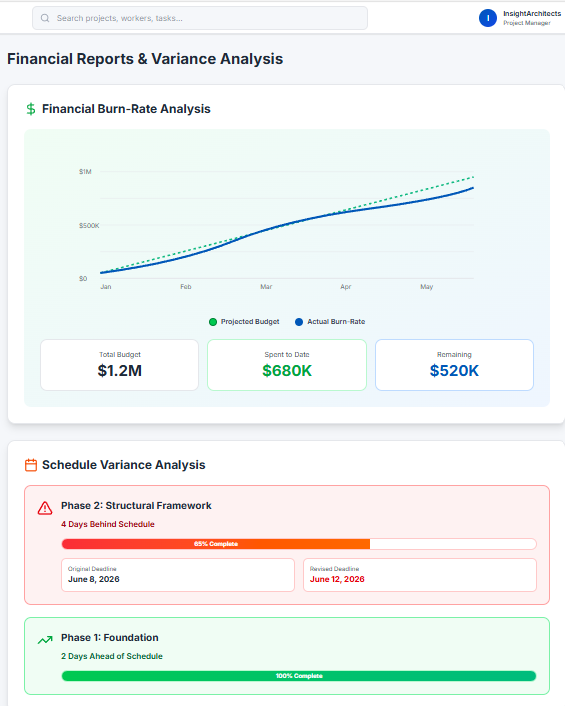 Search projects, workers, tasks...
I
InsightArchitects
Project Manager
Financial Reports & Variance Analysis
$ Financial Burn-Rate Analysis
$1M
$500K
$0
Jan Feb Mar Apr May
Projected Budget Actual Burn-Rate
Total Budget
$1.2M
Spent to Date
$680K
Remaining
$520K
Schedule Variance Analysis
Phase 2: Structural Framework
4 Days Behind Schedule
65% Complete
Original Deadline
June 8, 2026
Revised Deadline
June 12, 2026
Phase 1: Foundation
2 Days Ahead of Schedule
100% Complete